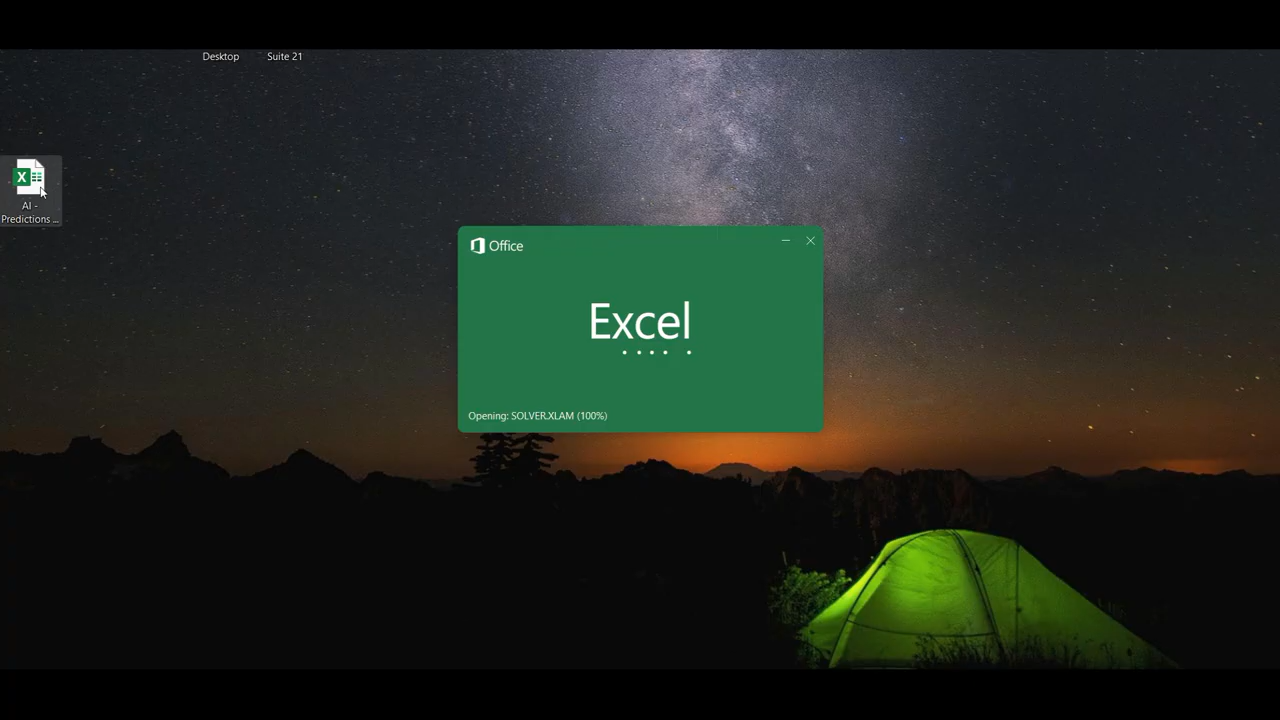 Desktop
Suite 21
X
AI -
Predictions ...
Office
Excel
Opening: SOLVER.XLAM (100%)